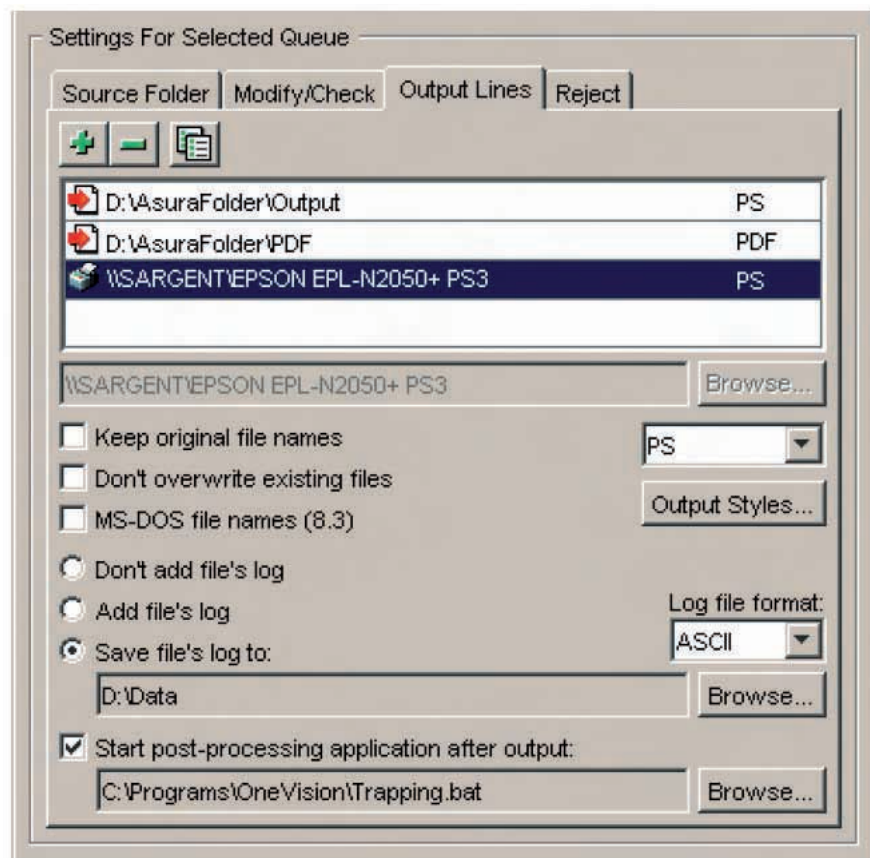 Settings For Selected Queue
Source Folder Modify/Check Output Lines Reject
D:\AsuraFolder\Output PS
D:\AsuraFolder\PDF PDF
\\SARGENT\EPSON EPL-N2050+ PS3 PS
\\SARGENT\EPSON EPL-N2050+ PS3 Browse...
Keep original file names PS
Don't overwrite existing files
MS-DOS file names (8.3) Output Styles...
Don't add file's log
Add file's log Log file format:
Save file's log to: ASCII
D:\Data Browse...
Start post-processing application after output:
C:\Programs\OneVision\Trapping.bat Browse...